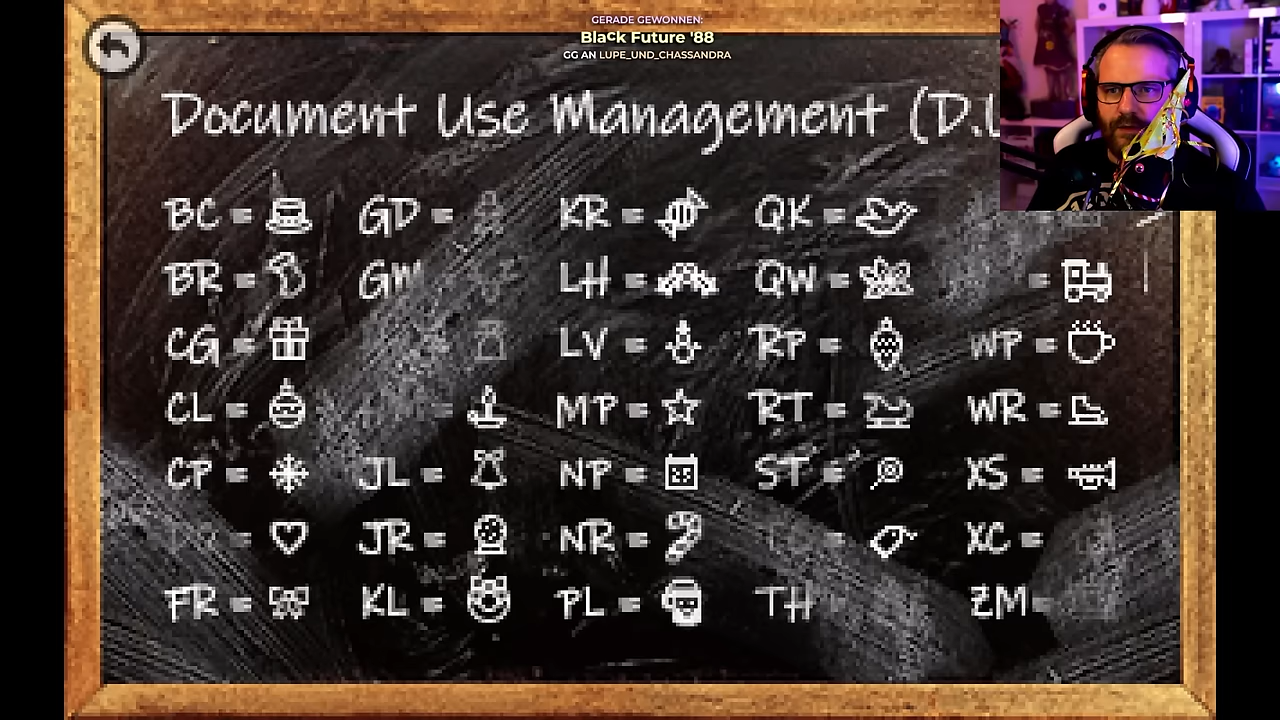 GERADE GEWONNEN:
Black Future '88
GG AN LUPE_UND_CHASSANDRA
Document Use Management (D.U
BC = GD = KR = QK =
BR = GM LH = QW = =
CG = LV = RP = WP =
CL = = MP = RT = WR =
CP = JL = NP = ST = XS =
= JR = NR = = XC =
FR = KL = PL = TH ZM=